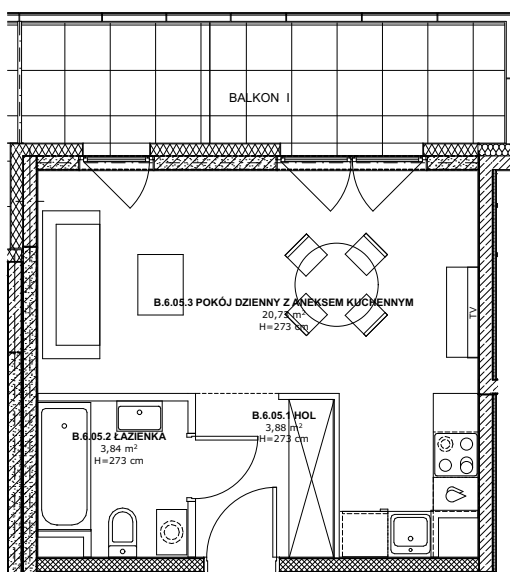 BALKON I
B.6.05.3 POKÓJ DZIENNY Z ANEKSEM KUCHENNYM
20,73 m²
H=273 cm
TV
B.6.05.1 HOL
3,88 m²
H=273 cm
B.6.05.2 ŁAZIENKA
3,84 m²
H=273 cm